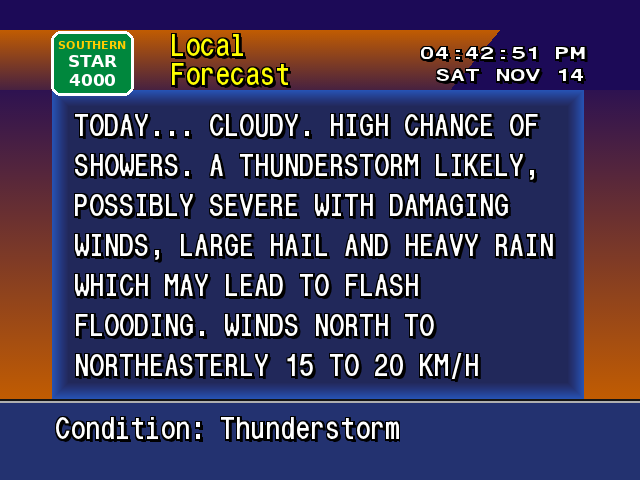 SOUTHERN
STAR
4000
Local
Forecast
04:42:51 PM
SAT NOV 14
TODAY... CLOUDY. HIGH CHANCE OF
SHOWERS. A THUNDERSTORM LIKELY,
POSSIBLY SEVERE WITH DAMAGING
WINDS, LARGE HAIL AND HEAVY RAIN
WHICH MAY LEAD TO FLASH
FLOODING. WINDS NORTH TO
NORTHEASTERLY 15 TO 20 KM/H
Condition: Thunderstorm